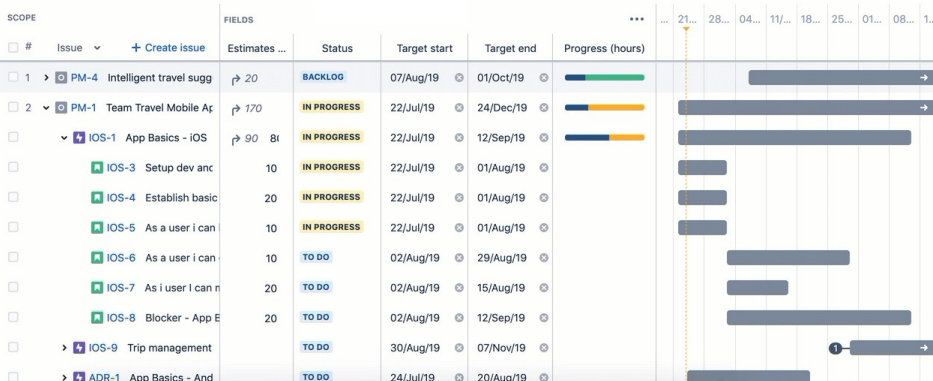 SCOPE FIELDS ... ... 21... 28... 04... 11/... 18... 25... 01... 08... 1...
# Issue + Create issue Estimates ... Status Target start Target end Progress (hours)
1 PM-4 Intelligent travel sugg 20 BACKLOG 07/Aug/19 01/Oct/19
2 PM-1 Team Travel Mobile Ap 170 IN PROGRESS 22/Jul/19 24/Dec/19
IOS-1 App Basics - iOS 90 80 IN PROGRESS 22/Jul/19 12/Sep/19
IOS-3 Setup dev and 10 IN PROGRESS 22/Jul/19 01/Aug/19
IOS-4 Establish basic 20 IN PROGRESS 22/Jul/19 01/Aug/19
IOS-5 As a user i can 10 IN PROGRESS 22/Jul/19 01/Aug/19
IOS-6 As a user i can 10 TO DO 02/Aug/19 29/Aug/19
IOS-7 As i user I can 20 TO DO 02/Aug/19 15/Aug/19
IOS-8 Blocker - App B 20 TO DO 02/Aug/19 12/Sep/19
IOS-9 Trip management TO DO 30/Aug/19 07/Nov/19 1
ADR-1 App Basics - And TO DO 24/Jul/19 20/Aug/19